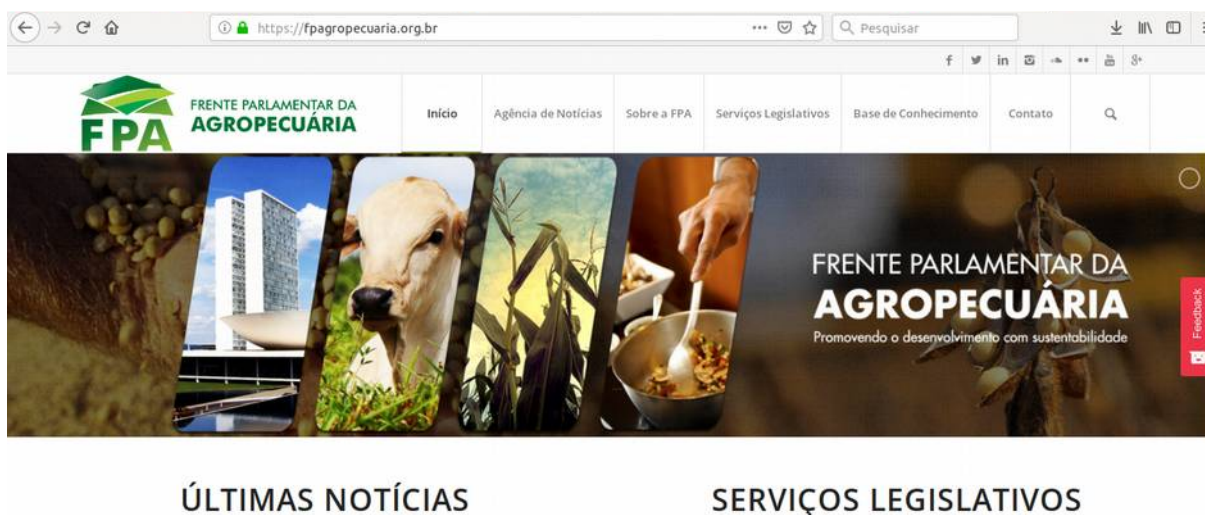 https://fpagropecuaria.org.br
Pesquisar
FPA
FRENTE PARLAMENTAR DA
AGROPECUÁRIA
Início
Agência de Notícias
Sobre a FPA
Serviços Legislativos
Base de Conhecimento
Contato
FRENTE PARLAMENTAR DA
AGROPECUÁRIA
Promovendo o desenvolvimento com sustentabilidade
Feedback
ÚLTIMAS NOTÍCIAS
SERVIÇOS LEGISLATIVOS